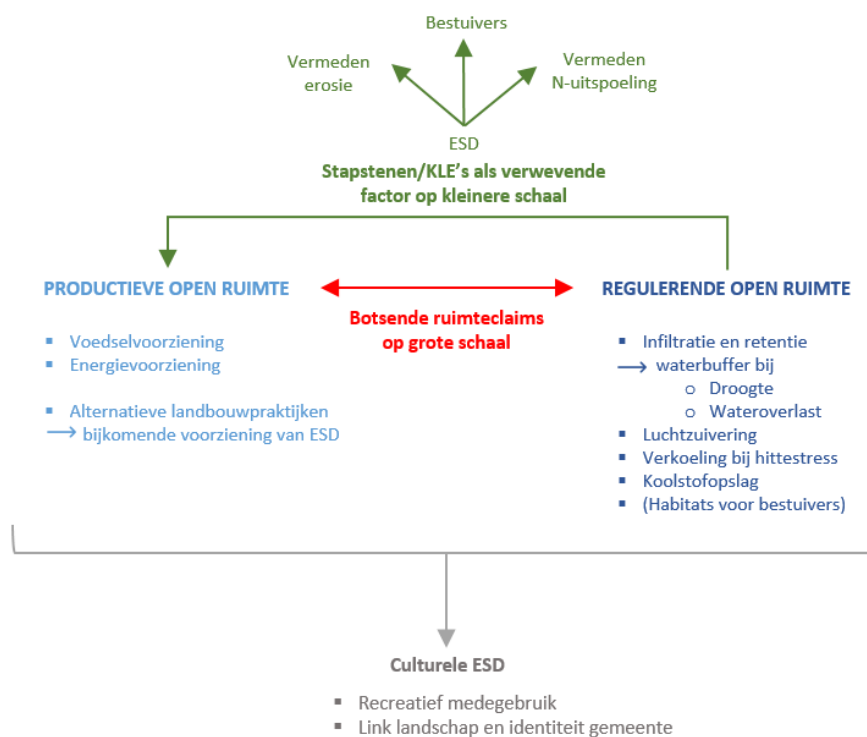 Bestuivers
Vermeden
erosie
Vermeden
N-uitspoeling
ESD
Stapstenen/KLE's als verwevende
factor op kleinere schaal
PRODUCTIEVE OPEN RUIMTE
▪ Voedselvoorziening
▪ Energievoorziening
▪ Alternatieve landbouwpraktijken
→ bijkomende voorziening van ESD
Botsende ruimteclaims
op grote schaal
REGULERENDE OPEN RUIMTE
▪ Infiltratie en retentie
→ waterbuffer bij
o Droogte
o Wateroverlast
▪ Luchtzuivering
▪ Verkoeling bij hittestress
▪ Koolstofopslag
▪ (Habitats voor bestuivers)
Culturele ESD
▪ Recreatief medegebruik
▪ Link landschap en identiteit gemeente